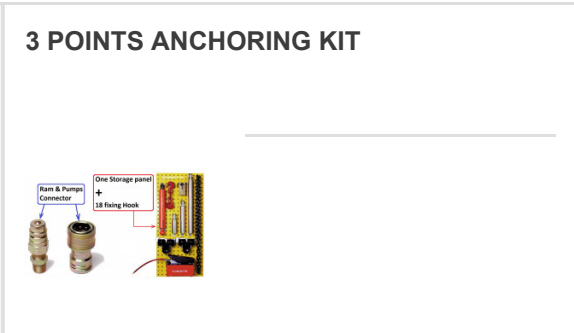 3 POINTS ANCHORING KIT
One Storage panel
+
18 fixing Hook
Ram & Pumps
Connector